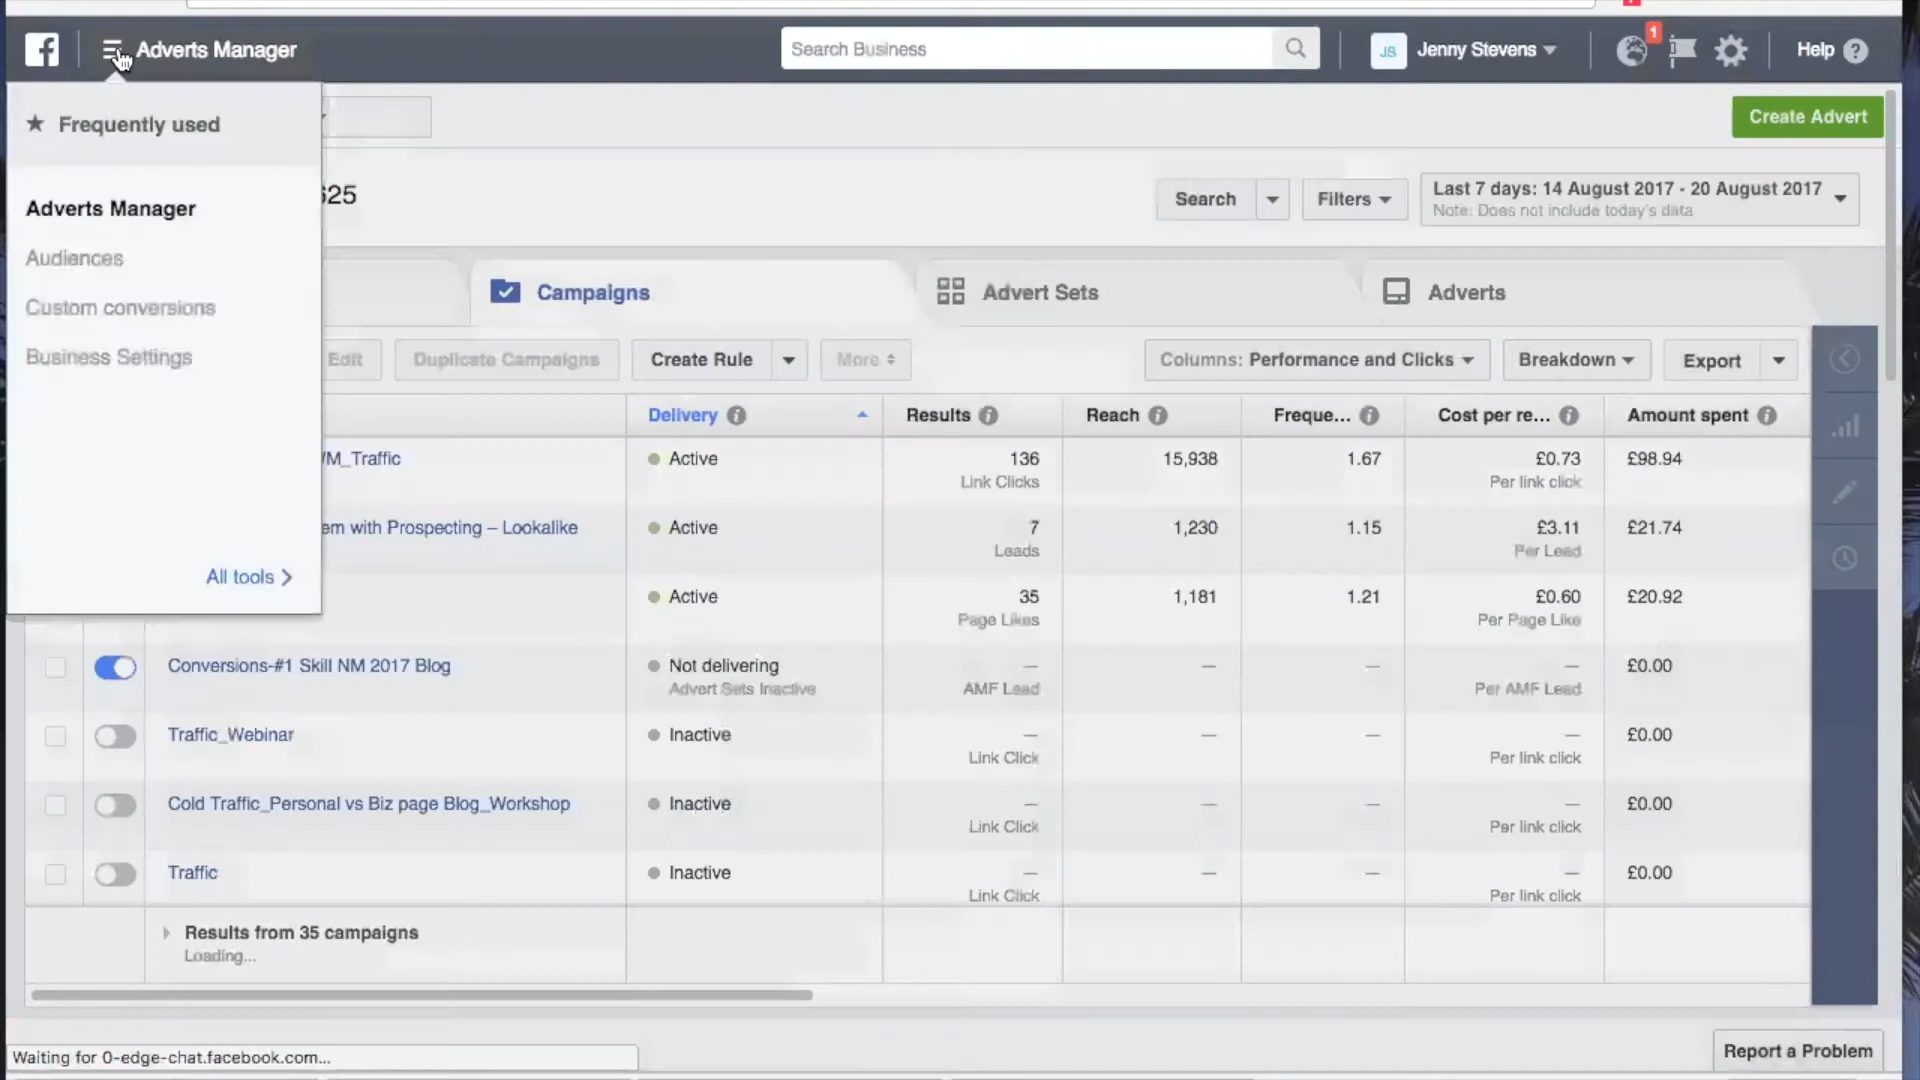 Adverts Manager
Search Business
JS
Jenny Stevens
1
Help ?
Frequently used
Create Advert
Adverts Manager
Audiences
Custom conversions
Business Settings
All tools
625
Search
Filters
Last 7 days: 14 August 2017 - 20 August 2017
Note: Does not include today's data
Campaigns
Advert Sets
Adverts
Edit
Duplicate Campaigns
Create Rule
More
Columns: Performance and Clicks
Breakdown
Export
Delivery
Results
Reach
Freque...
Cost per re...
Amount spent
M_Traffic
Active
136
Link Clicks
15,938
1.67
£0.73
Per link click
£98.94
em with Prospecting – Lookalike
Active
7
Leads
1,230
1.15
£3.11
Per Lead
£21.74
Active
35
Page Likes
1,181
1.21
£0.60
Per Page Like
£20.92
Conversions-#1 Skill NM 2017 Blog
Not delivering
Advert Sets Inactive
—
AMF Lead
—
—
—
Per AMF Lead
£0.00
Traffic_Webinar
Inactive
—
Link Click
—
—
—
Per link click
£0.00
Cold Traffic_Personal vs Biz page Blog_Workshop
Inactive
—
Link Click
—
—
—
Per link click
£0.00
Traffic
Inactive
—
Link Click
—
—
—
Per link click
£0.00
Results from 35 campaigns
Loading...
Waiting for 0-edge-chat.facebook.com...
Report a Problem